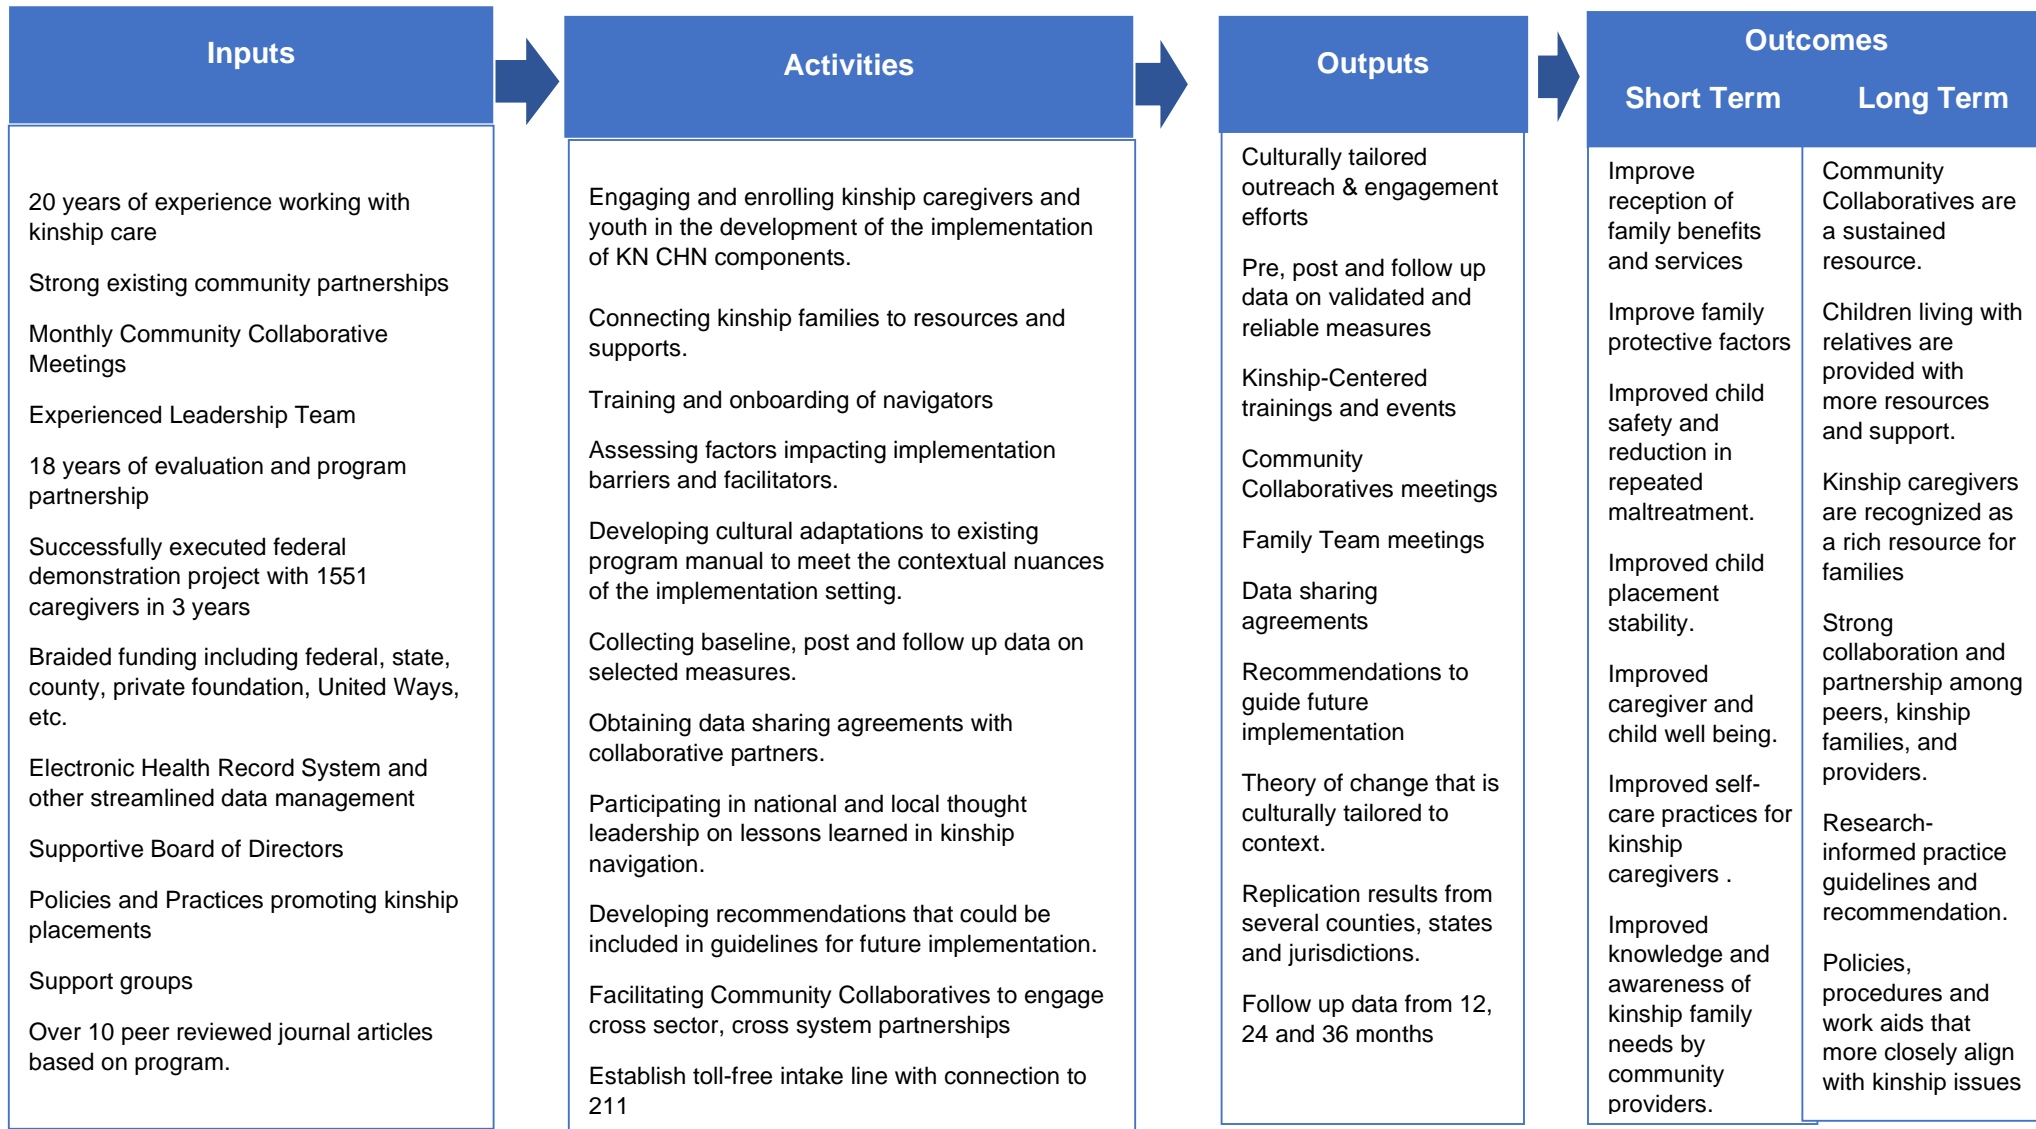 Inputs
20 years of experience working with
kinship care
Strong existing community partnerships
Monthly Community Collaborative
Meetings
Experienced Leadership Team
18 years of evaluation and program
partnership
Successfully executed federal
demonstration project with 1551
caregivers in 3 years
Braided funding including federal, state,
county, private foundation, United Ways,
etc.
Electronic Health Record System and
other streamlined data management
Supportive Board of Directors
Policies and Practices promoting kinship
placements
Support groups
Over 10 peer reviewed journal articles
based on program.
Activities
Engaging and enrolling kinship caregivers and
youth in the development of the implementation
of KN CHN components.
Connecting kinship families to resources and
supports.
Training and onboarding of navigators
Assessing factors impacting implementation
barriers and facilitators.
Developing cultural adaptations to existing
program manual to meet the contextual nuances
of the implementation setting.
Collecting baseline, post and follow up data on
selected measures.
Obtaining data sharing agreements with
collaborative partners.
Participating in national and local thought
leadership on lessons learned in kinship
navigation.
Developing recommendations that could be
included in guidelines for future implementation.
Facilitating Community Collaboratives to engage
cross sector, cross system partnerships
Establish toll-free intake line with connection to
211
Outputs
Culturally tailored
outreach & engagement
efforts
Pre, post and follow up
data on validated and
reliable measures
Kinship-Centered
trainings and events
Community
Collaboratives meetings
Family Team meetings
Data sharing
agreements
Recommendations to
guide future
implementation
Theory of change that is
culturally tailored to
context.
Replication results from
several counties, states
and jurisdictions.
Follow up data from 12,
24 and 36 months
Outcomes
Short Term
Improve
reception of
family benefits
and services
Improve family
protective factors
Improved child
safety and
reduction in
repeated
maltreatment.
Improved child
placement
stability.
Improved
caregiver and
child well being.
Improved self-
care practices for
kinship
caregivers .
Improved
knowledge and
awareness of
kinship family
needs by
community
providers.
Long Term
Community
Collaboratives are
a sustained
resource.
Children living with
relatives are
provided with
more resources
and support.
Kinship caregivers
are recognized as
a rich resource for
families
Strong
collaboration and
partnership among
peers, kinship
families, and
providers.
Research-
informed practice
guidelines and
recommendation.
Policies,
procedures and
work aids that
more closely align
with kinship issues